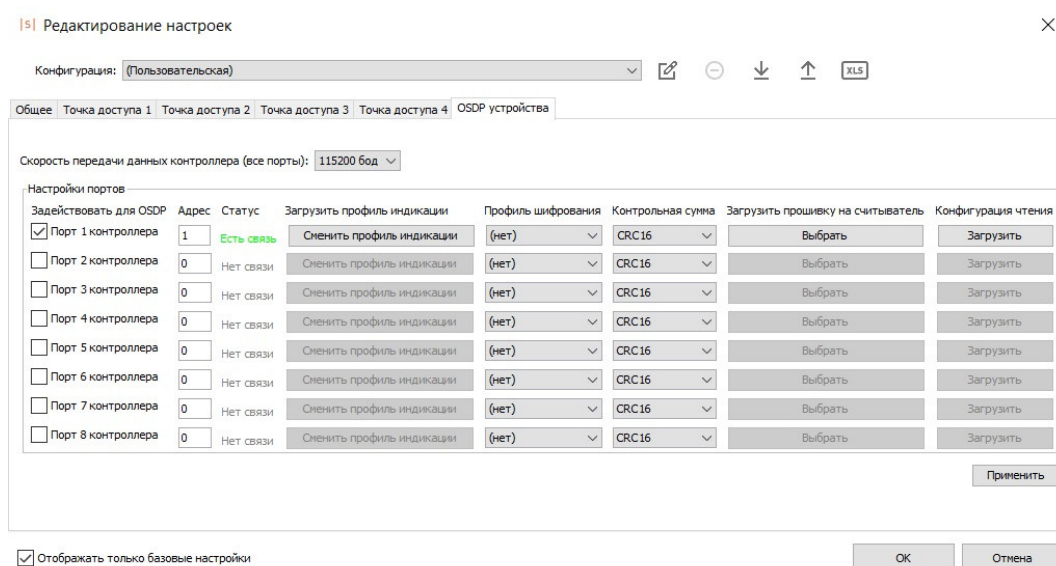 |S| Редактирование настроек
Конфигурация: (Пользовательская) XLS
Общее Точка доступа 1 Точка доступа 2 Точка доступа 3 Точка доступа 4 OSDP устройства
Скорость передачи данных контроллера (все порты): 115200 бод
Настройки портов
Задействовать для OSDP Адрес Статус Загрузить профиль индикации Профиль шифрования Контрольная сумма Загрузить прошивку на считыватель Конфигурация чтения
Порт 1 контроллера 1 Есть связь Сменить профиль индикации (нет) CRC16 Выбрать Загрузить
Порт 2 контроллера 0 Нет связи Сменить профиль индикации (нет) CRC16 Выбрать Загрузить
Порт 3 контроллера 0 Нет связи Сменить профиль индикации (нет) CRC16 Выбрать Загрузить
Порт 4 контроллера 0 Нет связи Сменить профиль индикации (нет) CRC16 Выбрать Загрузить
Порт 5 контроллера 0 Нет связи Сменить профиль индикации (нет) CRC16 Выбрать Загрузить
Порт 6 контроллера 0 Нет связи Сменить профиль индикации (нет) CRC16 Выбрать Загрузить
Порт 7 контроллера 0 Нет связи Сменить профиль индикации (нет) CRC16 Выбрать Загрузить
Порт 8 контроллера 0 Нет связи Сменить профиль индикации (нет) CRC16 Выбрать Загрузить
Применить
Отображать только базовые настройки OK Отмена